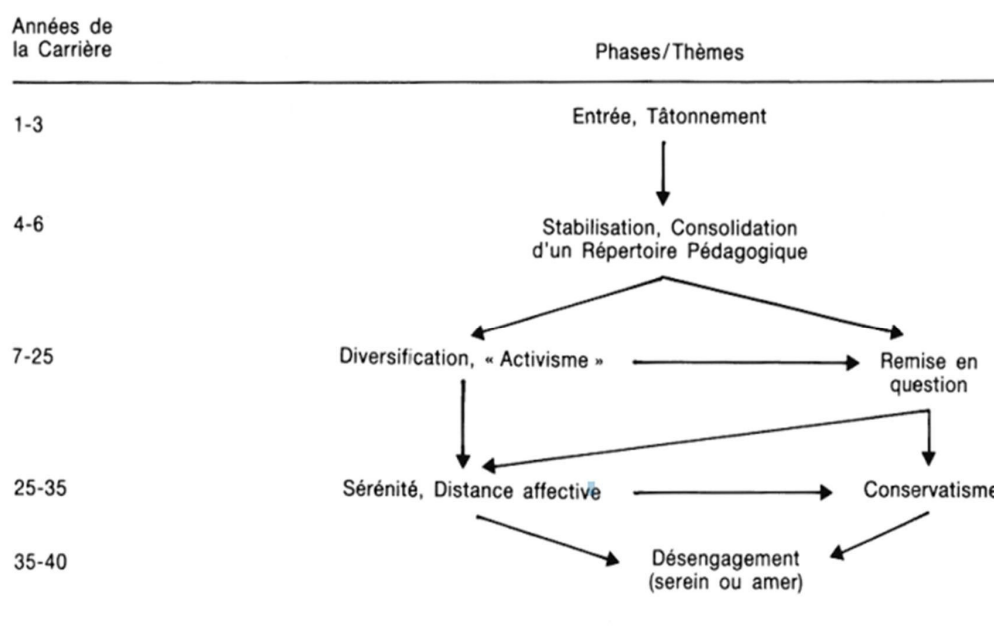 Années de
la Carrière
Phases/Thèmes
1-3
Entrée, Tâtonnement
4-6
Stabilisation, Consolidation
d'un Répertoire Pédagogique
7-25
Diversification, « Activisme »
Remise en
question
25-35
Sérénité, Distance affective
Conservatisme
35-40
Désengagement
(serein ou amer)